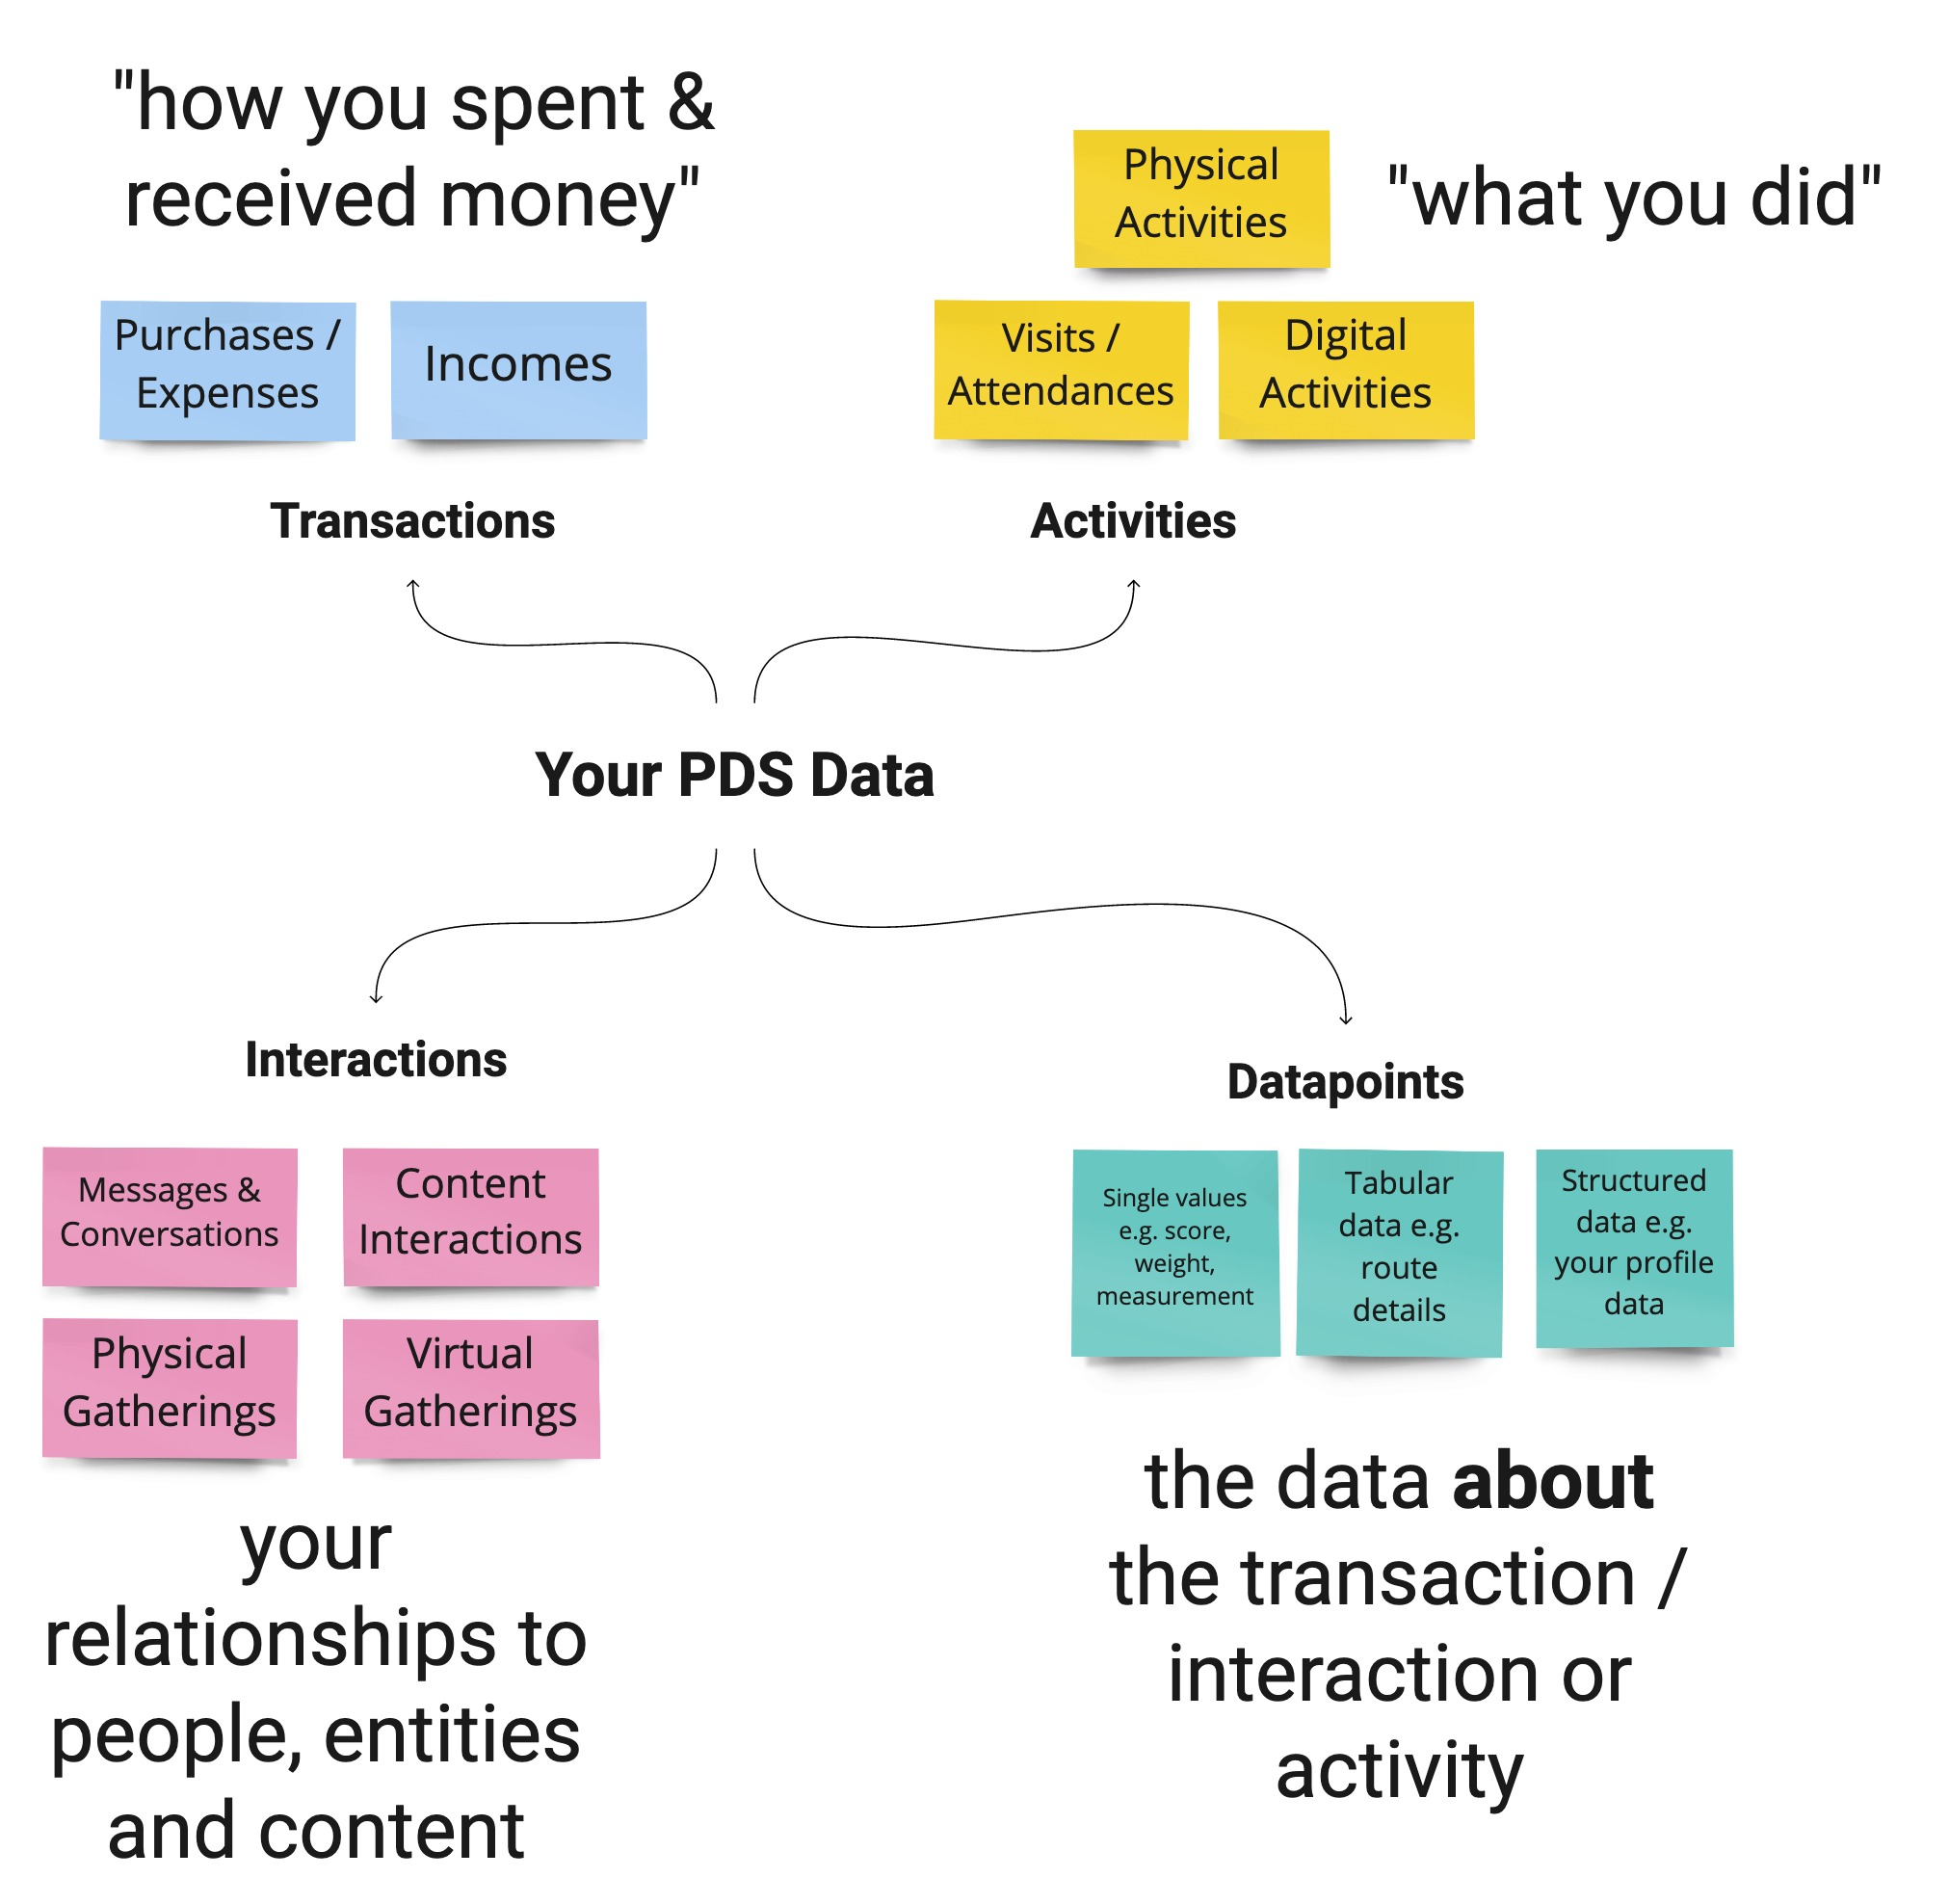 "how you spent &
received money"
Purchases /
Expenses
Incomes
Transactions
Physical
Activities
"what you did"
Visits /
Attendances
Digital
Activities
Activities
Your PDS Data
Interactions
Messages &
Conversations
Content
Interactions
Physical
Gatherings
Virtual
Gatherings
your
relationships to
people, entities
and content
Datapoints
Single values
e.g. score,
weight,
measurement
Tabular
data e.g.
route
details
Structured
data e.g.
your profile
data
the data about
the transaction /
interaction or
activity